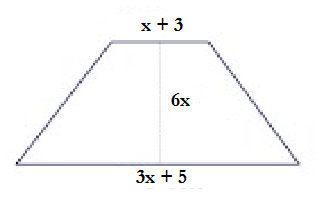 x + 3
6x
3x + 5